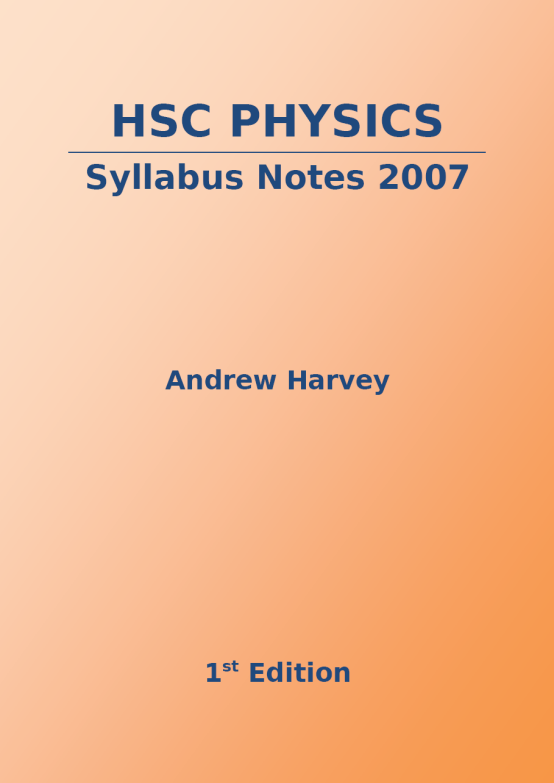 HSC PHYSICS
Syllabus Notes 2007
Andrew Harvey
1st Edition